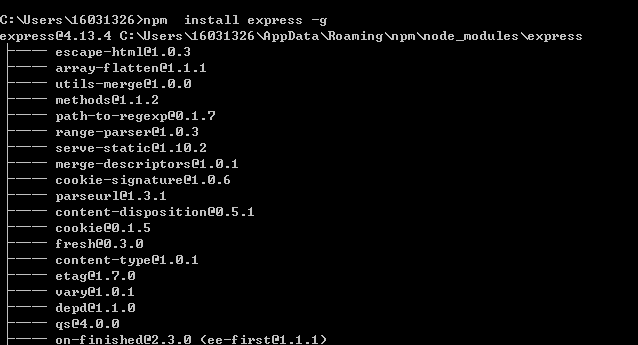 C:\Users\16031326>npm  install express -g
express@4.13.4 C:\Users\16031326\AppData\Roaming\npm\node_modules\express
├──── escape-html@1.0.3
├──── array-flatten@1.1.1
├──── utils-merge@1.0.0
├──── methods@1.1.2
├──── path-to-regexp@0.1.7
├──── range-parser@1.0.3
├──── serve-static@1.10.2
├──── merge-descriptors@1.0.1
├──── cookie-signature@1.0.6
├──── parseurl@1.3.1
├──── content-disposition@0.5.1
├──── cookie@0.1.5
├──── fresh@0.3.0
├──── content-type@1.0.1
├──── etag@1.7.0
├──── vary@1.0.1
├──── depd@1.1.0
├──── qs@4.0.0
├──── on-finished@2.3.0 (ee-first@1.1.1)